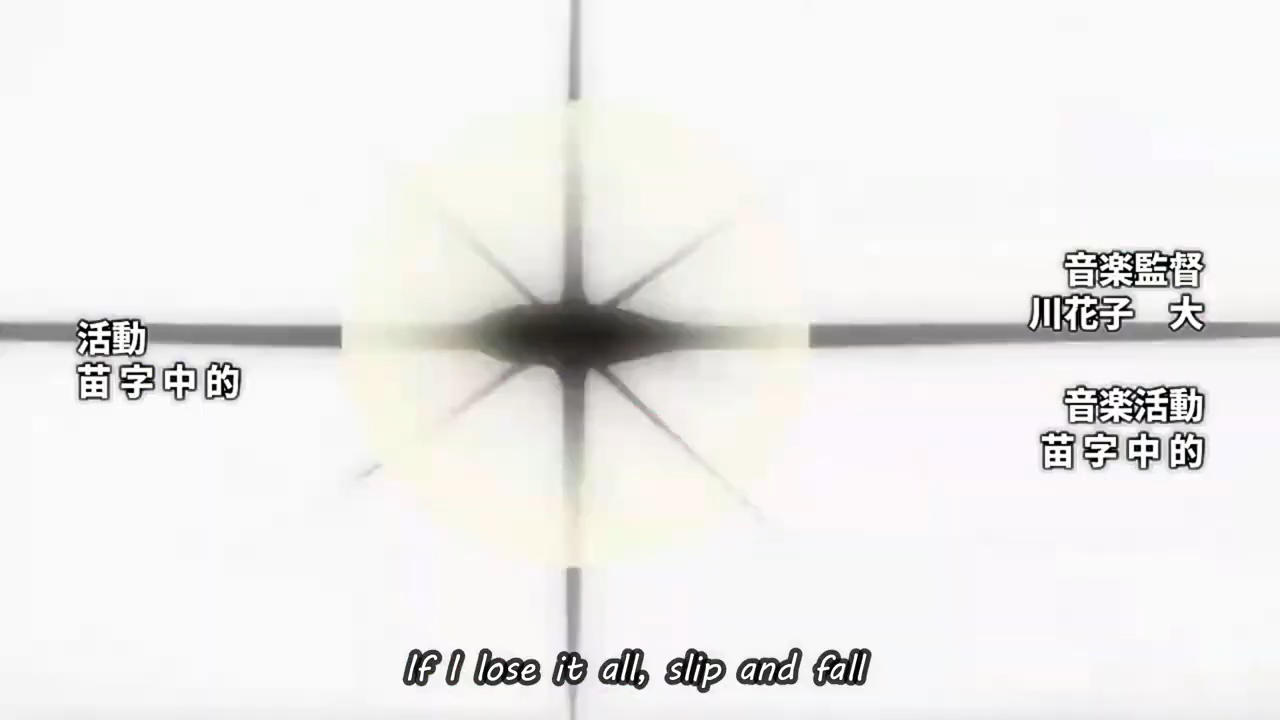 活動
苗字中的
音楽監督
川花子　大
音楽活動
苗字中的
If I lose it all, slip and fall